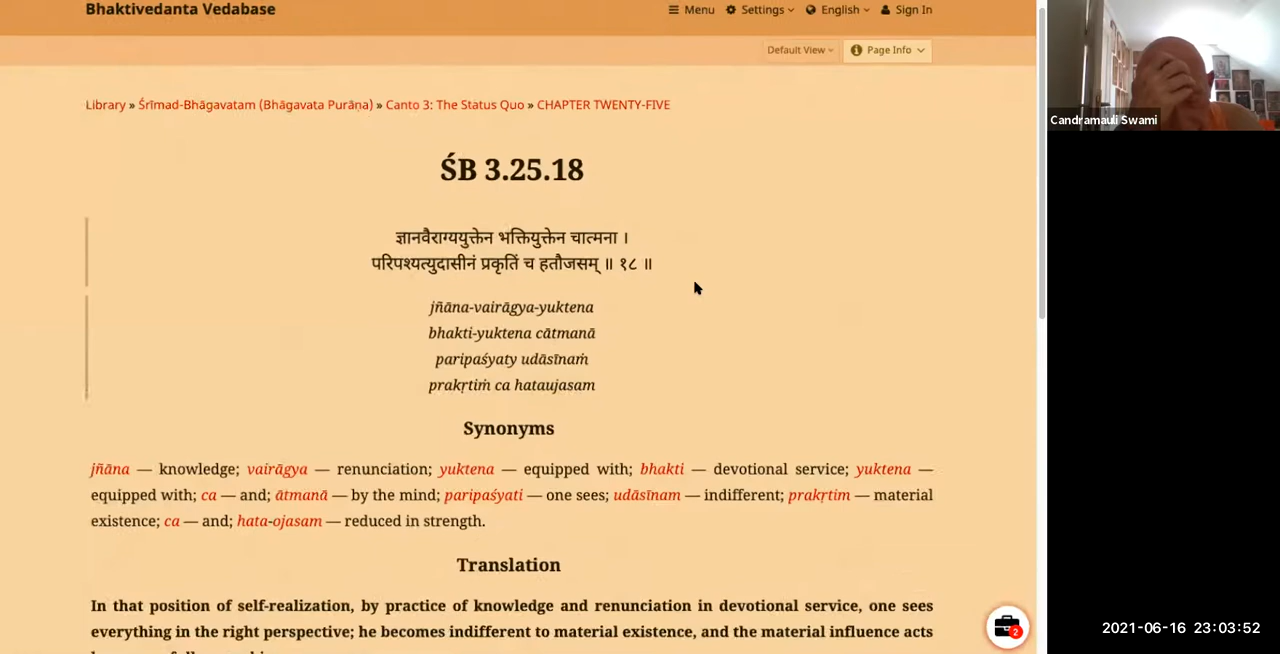 Bhaktivedanta Vedabase
Menu Settings English Sign In
Default View Page Info
Library » Śrīmad-Bhāgavatam (Bhāgavata Purāṇa) » Canto 3: The Status Quo » CHAPTER TWENTY-FIVE
Candramauli Swami
ŚB 3.25.18
ज्ञानवैराग्ययुक्तेन भक्तियुक्तेन चात्मना ।
परिपश्यत्युदासीनं प्रकृतिं च हतौजसम् ॥ १८ ॥
jñāna-vairāgya-yuktena
bhakti-yuktena cātmanā
paripaśyaty udāsīnaṁ
prakṛtiṁ ca hataujasam
Synonyms
jñāna — knowledge; vairāgya — renunciation; yuktena — equipped with; bhakti — devotional service; yuktena —
equipped with; ca — and; ātmanā — by the mind; paripaśyati — one sees; udāsīnam — indifferent; prakṛtim — material
existence; ca — and; hata-ojasam — reduced in strength.
Translation
In that position of self-realization, by practice of knowledge and renunciation in devotional service, one sees
everything in the right perspective; he becomes indifferent to material existence, and the material influence acts
2
2021-06-16 23:03:52